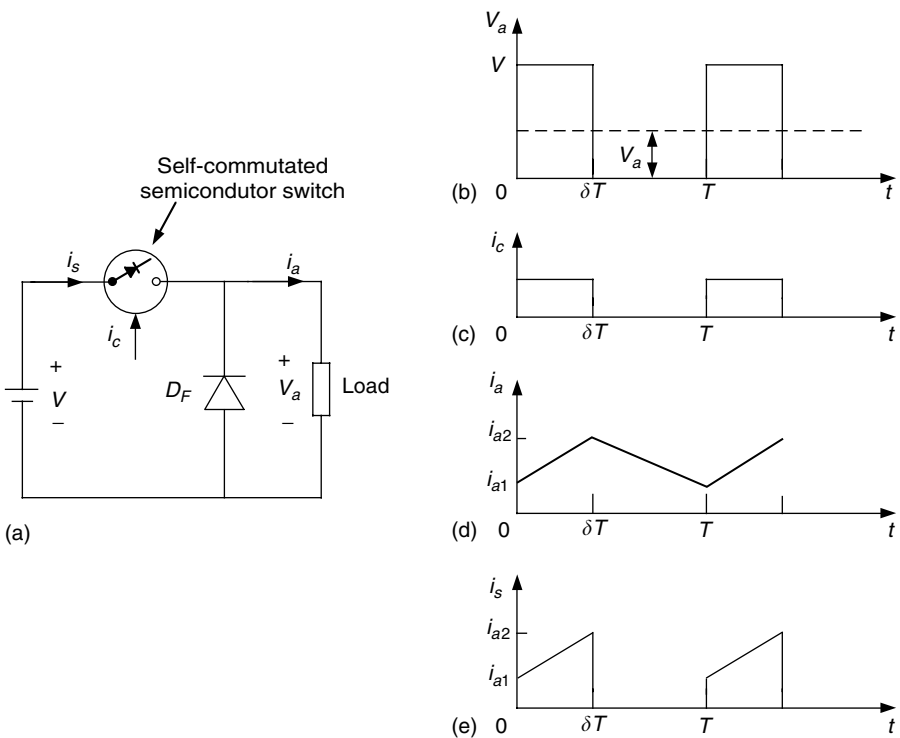 Self-commutated
semicondutor switch
i_s
i_a
i_c
+
V
–
D_F
+
V_a
–
Load
(a)
V_a
V
V_a
(b) 0 δT T t
i_c
(c) 0 δT T t
i_a
i_a2
i_a1
(d) 0 δT T t
i_s
i_a2
i_a1
(e) 0 δT T t